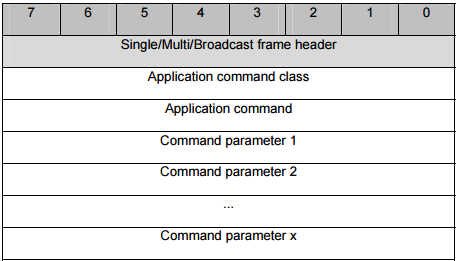 7 6 5 4 3 2 1 0
Single/Multi/Broadcast frame header
Application command class
Application command
Command parameter 1
Command parameter 2
...
Command parameter x